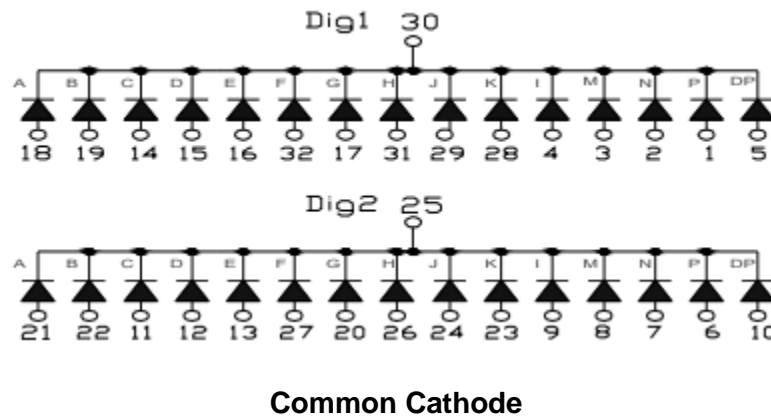 Dig1 30
A B C D E F G H J K I M N P DP
18 19 14 15 16 32 17 31 29 28 4 3 2 1 5
Dig2 25
A B C D E F G H J K I M N P DP
21 22 11 12 13 27 20 26 24 23 9 8 7 6 10
Common Cathode